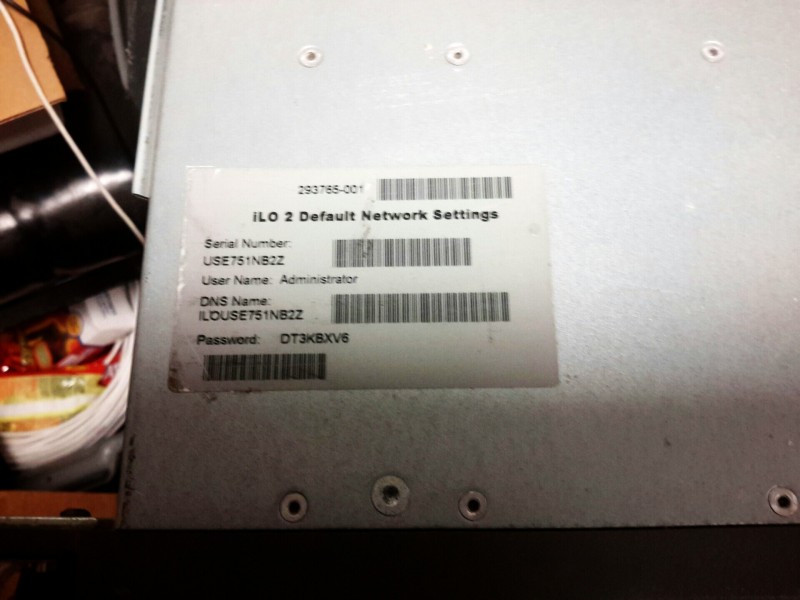 293765-001
iLO 2 Default Network Settings
Serial Number:
USE751NB2Z
User Name: Administrator
DNS Name:
ILOUSE751NB2Z
Password: DT3KBXV6